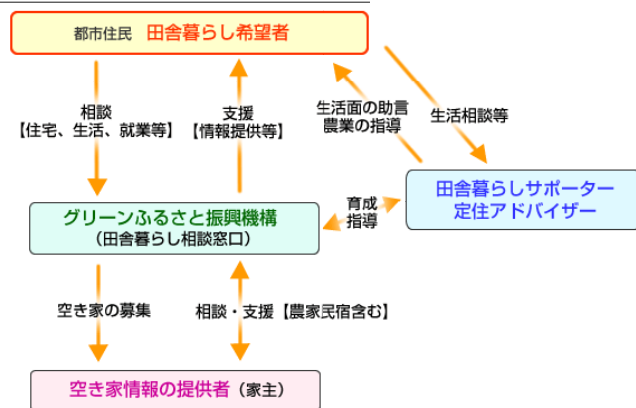 都市住民 田舎暮らし希望者
相談
【住宅、生活、就業等】
支援
【情報提供等】
生活面の助言
農業の指導
生活相談等
田舎暮らしサポーター
定住アドバイザー
育成
指導
グリーンふるさと振興機構
（田舎暮らし相談窓口）
空き家の募集
相談・支援【農家民宿含む】
空き家情報の提供者（家主）